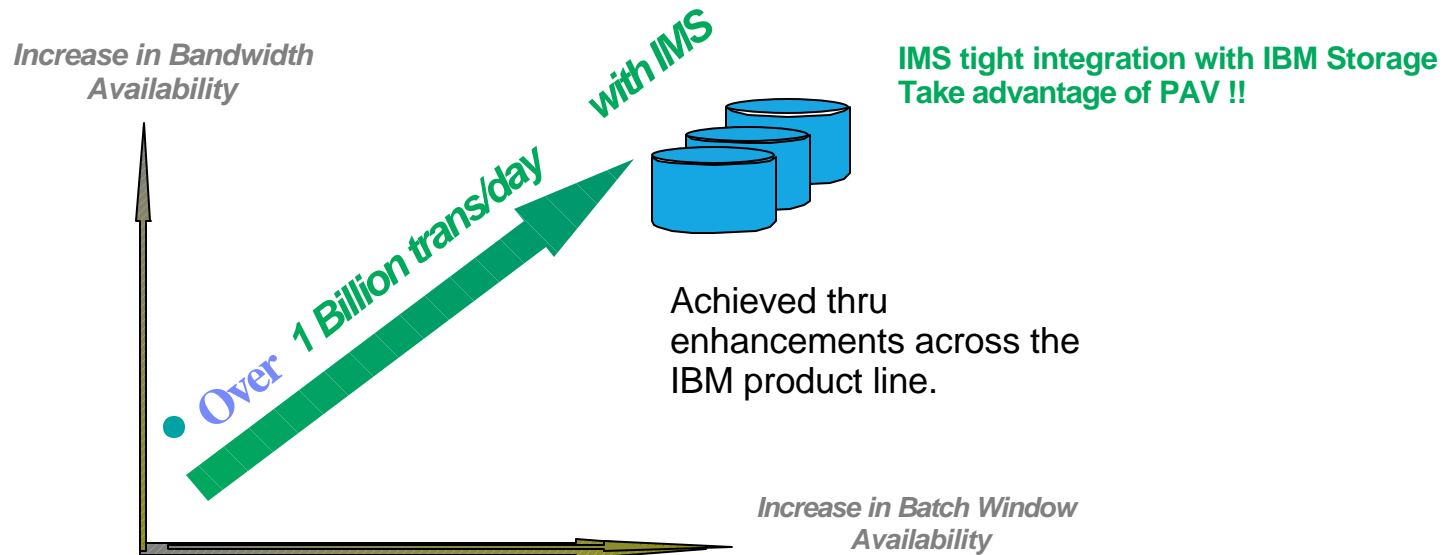 Increase in Bandwidth
Availability
with IMS
IMS tight integration with IBM Storage
Take advantage of PAV !!
• Over 1 Billion trans/day
Achieved thru
enhancements across the
IBM product line.
Increase in Batch Window
Availability